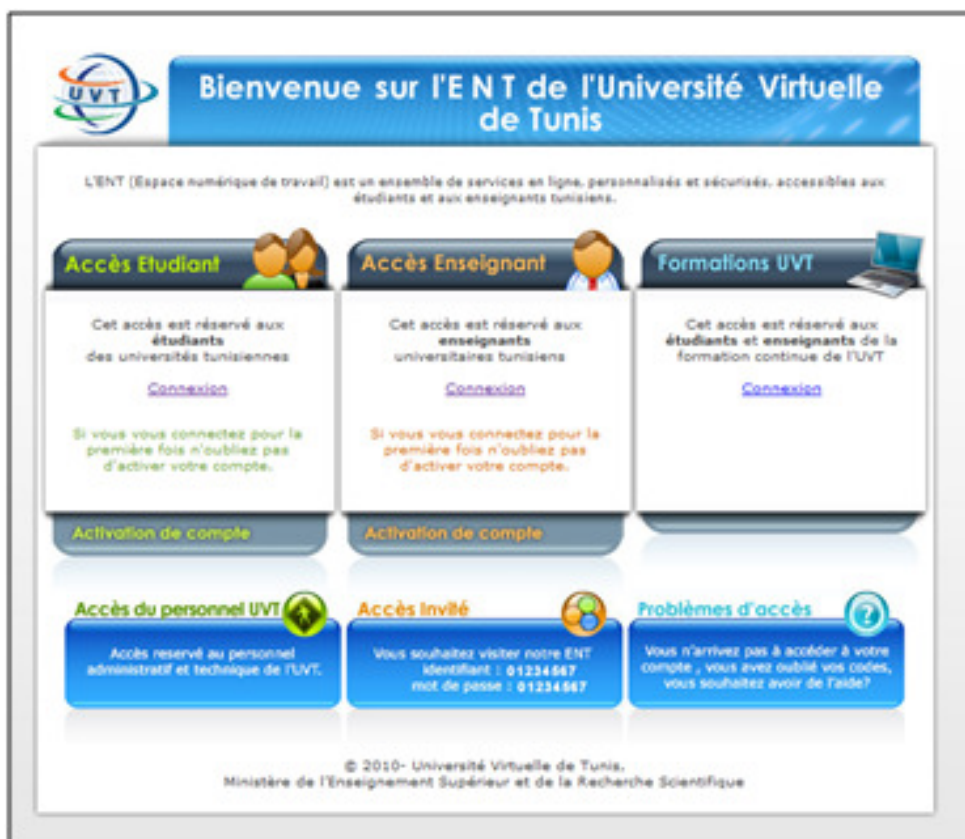 UVT
Bienvenue sur l'E N T de l'Université Virtuelle
de Tunis
L'ENT (Espace numérique de travail) est un ensemble de services en ligne, personnalisés et sécurisés, accessibles aux
étudiants et aux enseignants tunisiens.
Accès Etudiant
Cet accès est réservé aux
étudiants
des universités tunisiennes
Connexion
Si vous vous connectez pour la
première fois n'oubliez pas
d'activer votre compte.
Activation de compte
Accès Enseignant
Cet accès est réservé aux
enseignants
universitaires tunisiens
Connexion
Si vous vous connectez pour la
première fois n'oubliez pas
d'activer votre compte.
Activation de compte
Formations UVT
Cet accès est réservé aux
étudiants et enseignants de la
formation continue de l'UVT
Connexion
Accès du personnel UVT
Accès reservé au personnel
administratif et technique de l'UVT.
Accès Invité
Vous souhaitez visiter notre ENT
identifiant : 01234567
mot de passe : 01234567
Problèmes d'accès
?
Vous n'arrivez pas à accéder à votre
compte , vous avez oublié vos codes,
vous souhaitez avoir de l'aide?
© 2010- Université Virtuelle de Tunis.
Ministère de l'Enseignement Supérieur et de la Recherche Scientifique